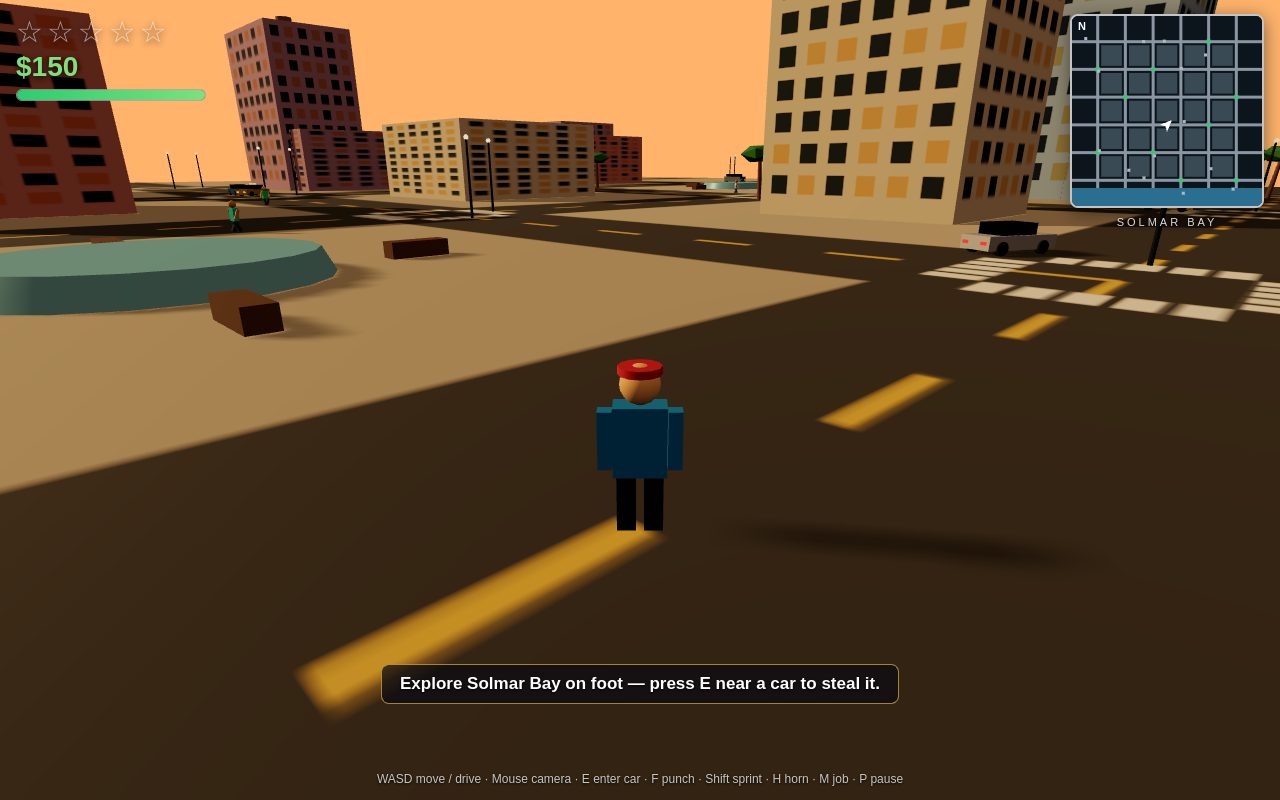 $150
N
SOLMAR BAY
Explore Solmar Bay on foot — press E near a car to steal it.
WASD move / drive · Mouse camera · E enter car · F punch · Shift sprint · H horn · M job · P pause